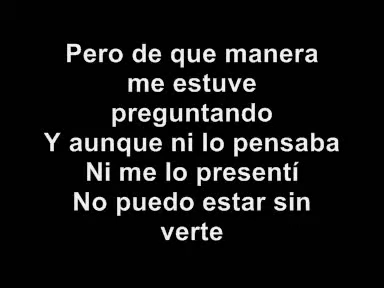 Pero de que manera
me estuve
preguntando
Y aunque ni lo pensaba
Ni me lo presentí
No puedo estar sin
verte